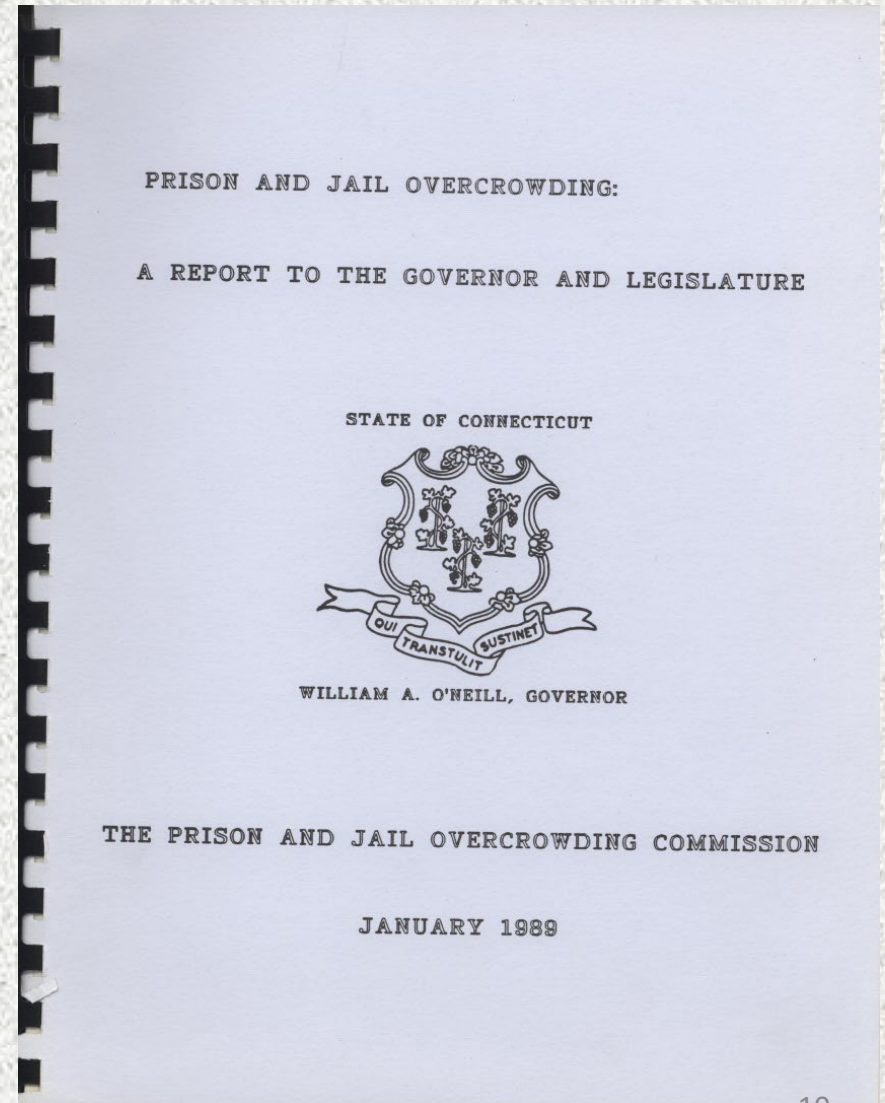 PRISON AND JAIL OVERCROWDING:
A REPORT TO THE GOVERNOR AND LEGISLATURE
STATE OF CONNECTICUT
QUI
TRANSTULIT
SUSTINET
WILLIAM A. O'NEILL, GOVERNOR
THE PRISON AND JAIL OVERCROWDING COMMISSION
JANUARY 1989